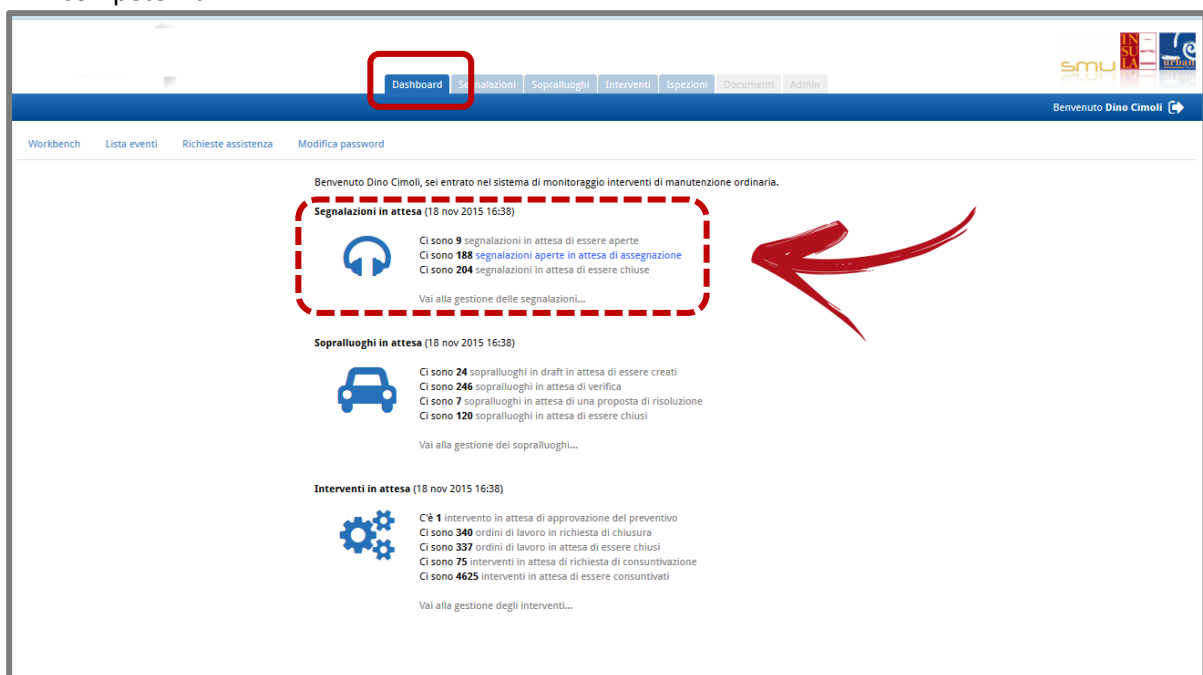 smu
IN
SU
LA
urban
Dashboard Segnalazioni Sopralluoghi Interventi Ispezioni Documenti Admin
Benvenuto Dino Cimoli
Workbench Lista eventi Richieste assistenza Modifica password
Benvenuto Dino Cimoli, sei entrato nel sistema di monitoraggio interventi di manutenzione ordinaria.
Segnalazioni in attesa (18 nov 2015 16:38)
Ci sono 9 segnalazioni in attesa di essere aperte
Ci sono 188 segnalazioni aperte in attesa di assegnazione
Ci sono 204 segnalazioni in attesa di essere chiuse
Vai alla gestione delle segnalazioni...
Sopralluoghi in attesa (18 nov 2015 16:38)
Ci sono 24 sopralluoghi in draft in attesa di essere creati
Ci sono 246 sopralluoghi in attesa di verifica
Ci sono 7 sopralluoghi in attesa di una proposta di risoluzione
Ci sono 120 sopralluoghi in attesa di essere chiusi
Vai alla gestione dei sopralluoghi...
Interventi in attesa (18 nov 2015 16:38)
C'è 1 intervento in attesa di approvazione del preventivo
Ci sono 340 ordini di lavoro in richiesta di chiusura
Ci sono 337 ordini di lavoro in attesa di essere chiusi
Ci sono 75 interventi in attesa di richiesta di consuntivazione
Ci sono 4625 interventi in attesa di essere consuntivati
Vai alla gestione degli interventi...